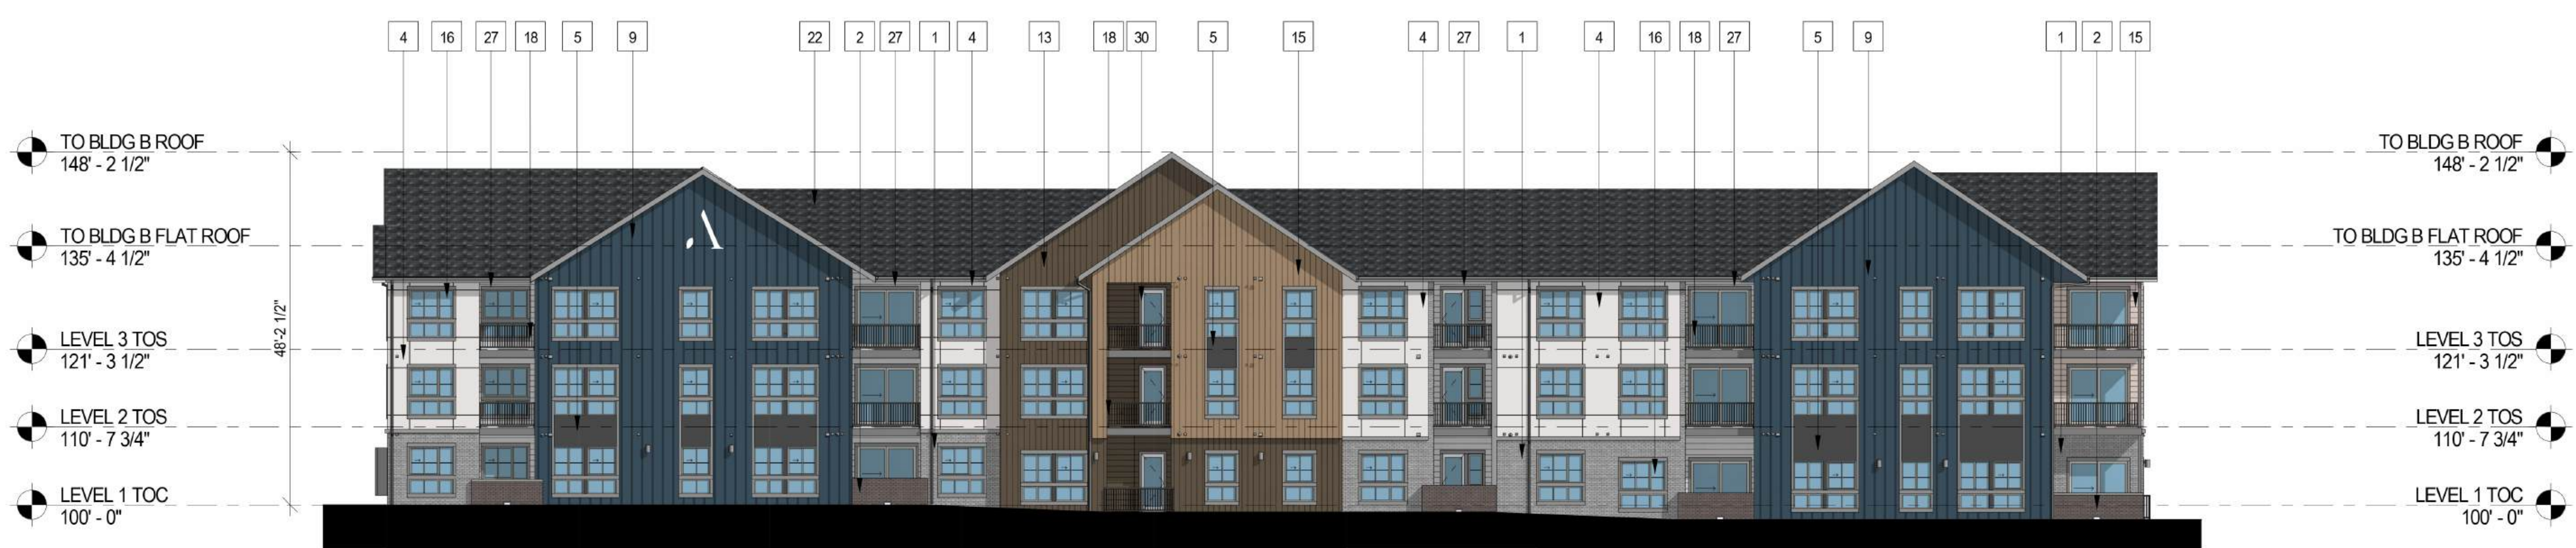 4 16 27 18 5 9 22 2 27 1 4 13 18 30 5 15 4 27 1 4 16 18 27 5 9 1 2 15
TO BLDG B ROOF
148' - 2 1/2"
TO BLDG B FLAT ROOF
135' - 4 1/2"
LEVEL 3 TOS
121' - 3 1/2"
LEVEL 2 TOS
110' - 7 3/4"
LEVEL 1 TOC
100' - 0"
48'-2 1/2"
A
TO BLDG B ROOF
148' - 2 1/2"
TO BLDG B FLAT ROOF
135' - 4 1/2"
LEVEL 3 TOS
121' - 3 1/2"
LEVEL 2 TOS
110' - 7 3/4"
LEVEL 1 TOC
100' - 0"